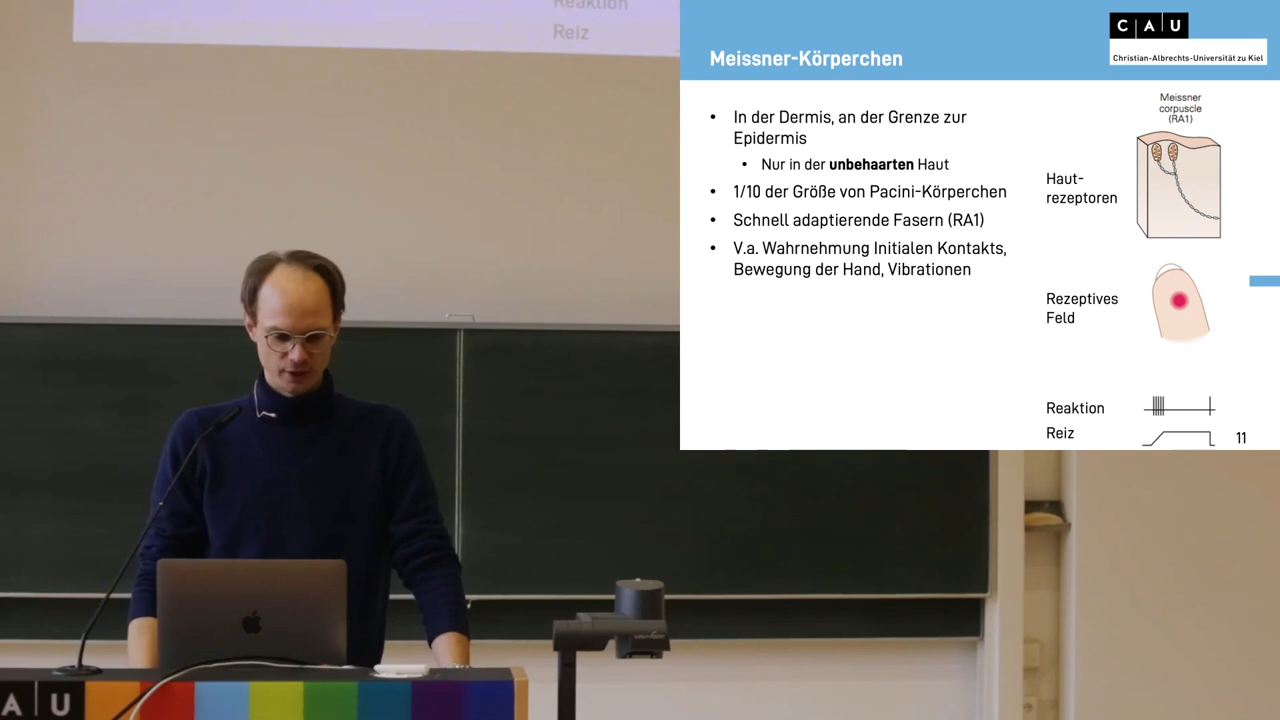 Reaktion
Reiz
C A U
Christian-Albrechts-Universität zu Kiel
Meissner-Körperchen
• In der Dermis, an der Grenze zur
Epidermis
• Nur in der unbehaarten Haut
• 1/10 der Größe von Pacini-Körperchen
• Schnell adaptierende Fasern (RA1)
• V.a. Wahrnehmung Initialen Kontakts,
Bewegung der Hand, Vibrationen
Meissner
corpuscle
(RA1)
Haut-
rezeptoren
Rezeptives
Feld
Reaktion
Reiz
11
A U